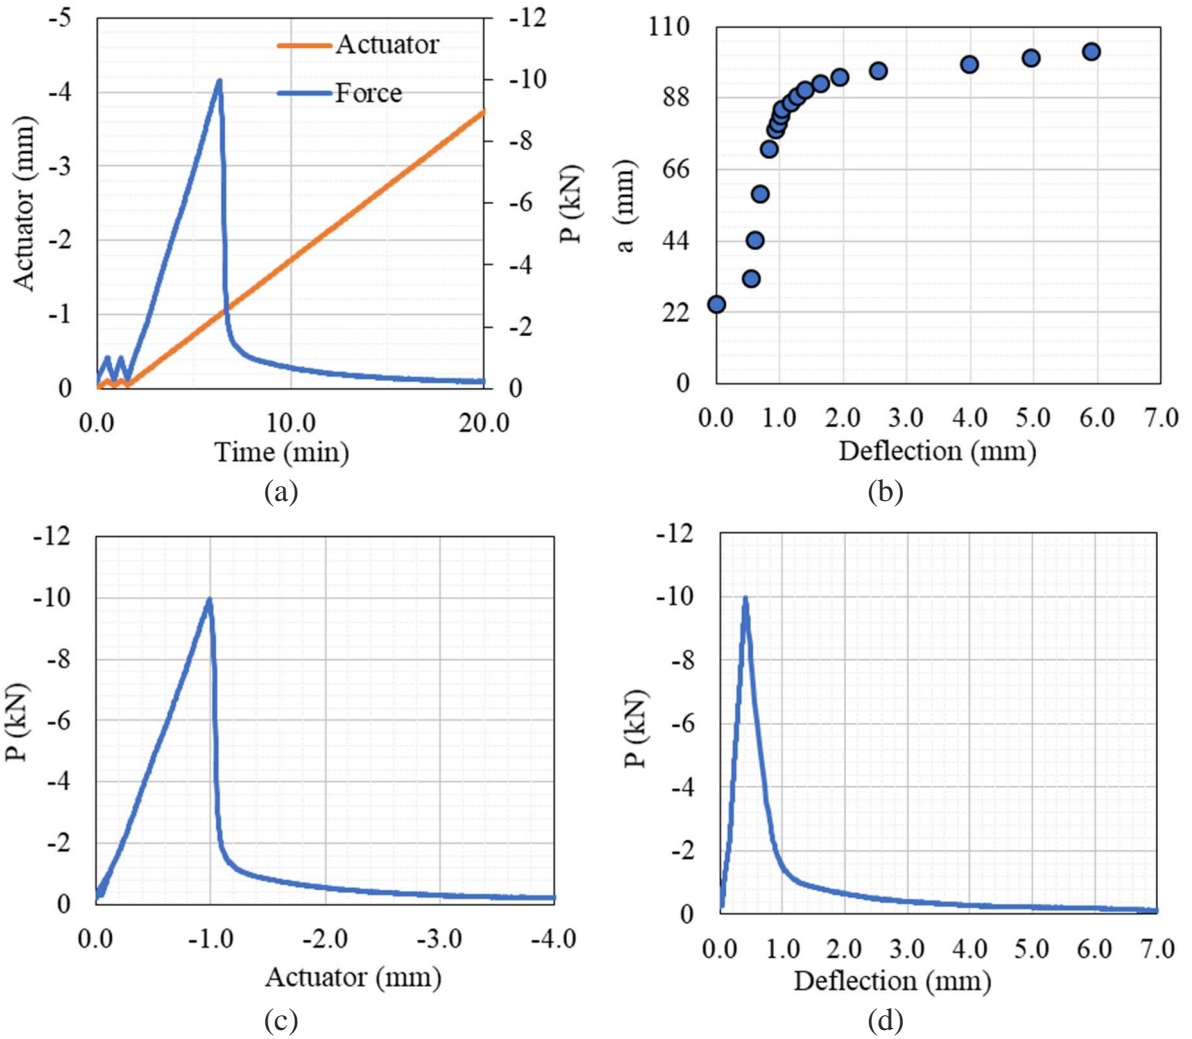 -5
-4
-3
-2
-1
0
Actuator (mm)
-12
-10
-8
-6
-4
-2
0
P (kN)
Actuator
Force
0.0 10.0 20.0
Time (min)
(a)
110
88
66
44
22
0
a (mm)
0.0 1.0 2.0 3.0 4.0 5.0 6.0 7.0
Deflection (mm)
(b)
-12
-10
-8
-6
-4
-2
0
P (kN)
0.0 -1.0 -2.0 -3.0 -4.0
Actuator (mm)
(c)
-12
-10
-8
-6
-4
-2
0
P (kN)
0.0 1.0 2.0 3.0 4.0 5.0 6.0 7.0
Deflection (mm)
(d)